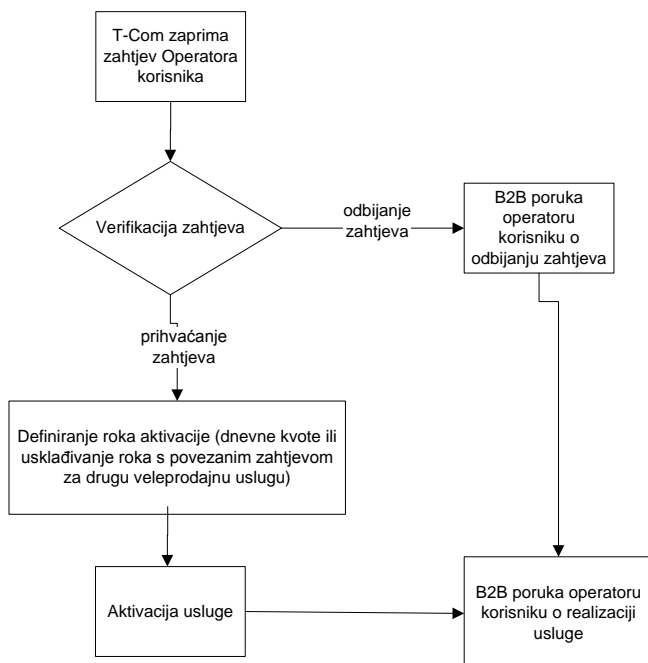 T-Com zaprima
zahtjev Operatora
korisnika
Verifikacija zahtjeva
odbijanje
zahtjeva
B2B poruka
operatoru
korisniku o
odbijanju zahtjeva
prihvaćanje
zahtjeva
Definiranje roka aktivacije (dnevne kvote ili
usklađivanje roka s povezanim zahtjevom
za drugu veleprodajnu uslugu)
Aktivacija usluge
B2B poruka operatoru
korisniku o realizaciji
usluge